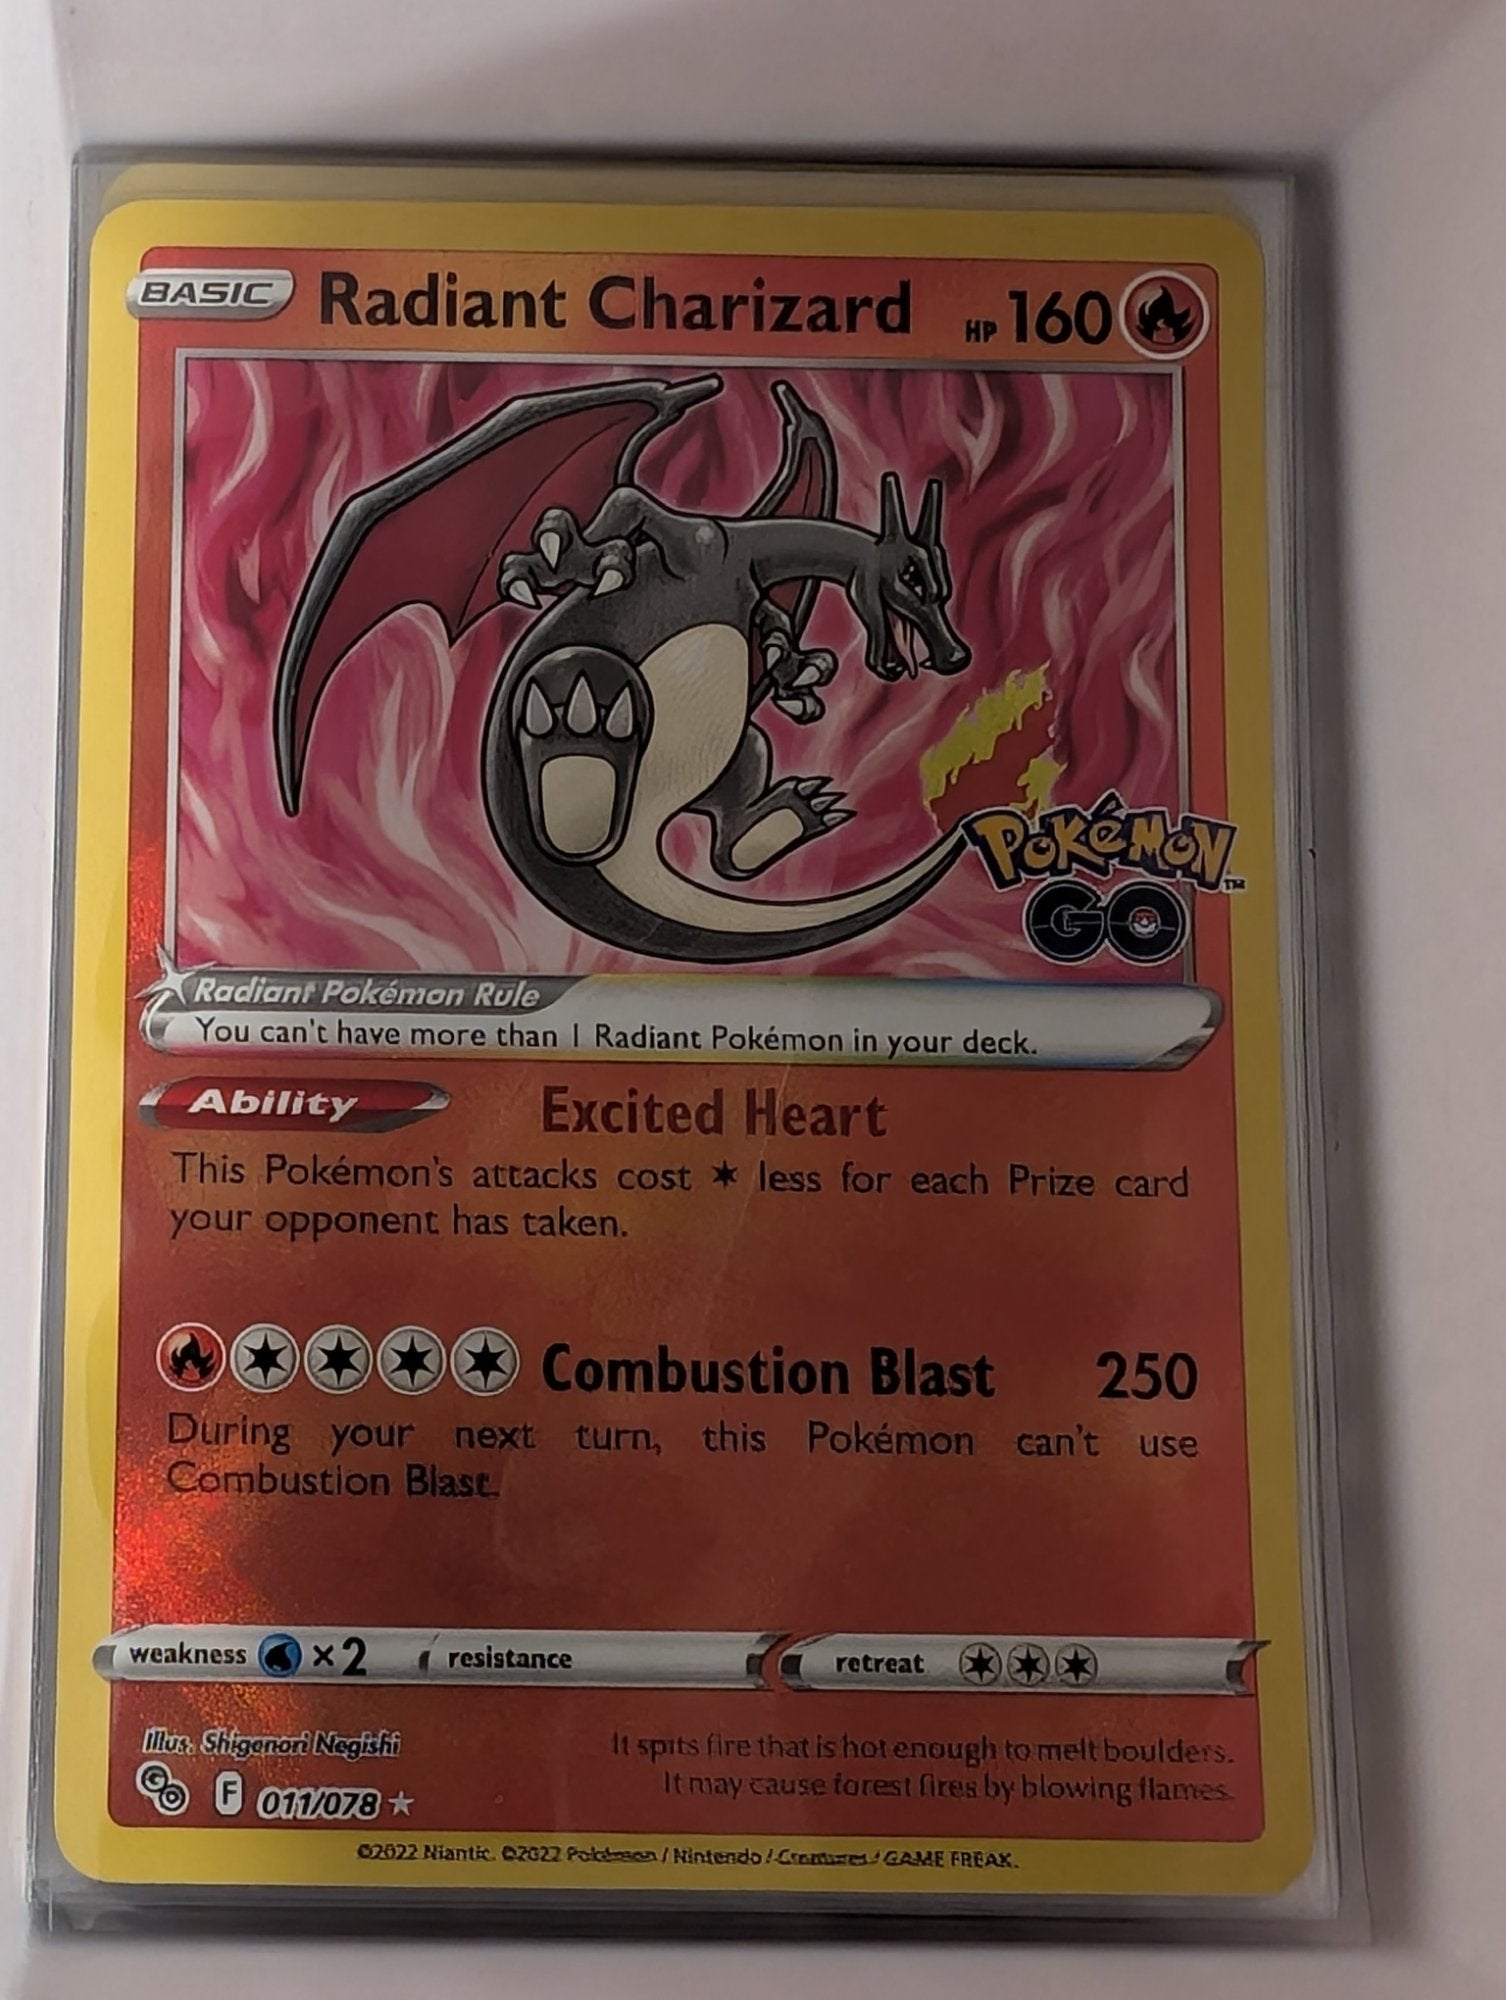 BASIC Radiant Charizard HP 160
POKéMON™
GO
Radiant Pokémon Rule
You can't have more than 1 Radiant Pokémon in your deck.
Ability Excited Heart
This Pokémon's attacks cost ✶ less for each Prize card
your opponent has taken.
Combustion Blast 250
During your next turn, this Pokémon can't use
Combustion Blast.
weakness ×2 resistance retreat
Illus. Shigenori Negishi
It spits fire that is hot enough to melt boulders.
It may cause forest fires by blowing flames.
GO F 011/078 ★
©2022 Niantic. ©2022 Pokémon / Nintendo / Creatures / GAME FREAK.